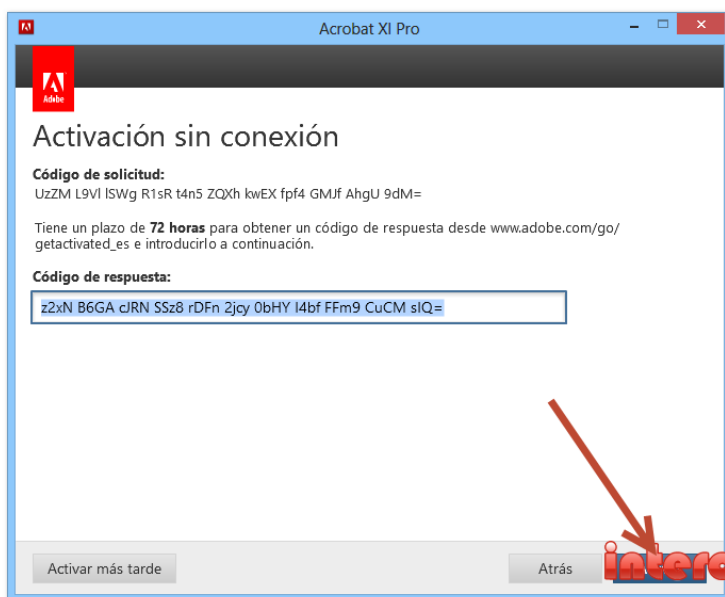 Acrobat XI Pro
Adobe
Activación sin conexión
Código de solicitud:
UzZM L9Vl lSWg R1sR t4n5 ZQXh kwEX fpf4 GMJf AhgU 9dM=
Tiene un plazo de 72 horas para obtener un código de respuesta desde www.adobe.com/go/
getactivated_es e introducirlo a continuación.
Código de respuesta:
z2xN B6GA cJRN SSz8 rDFn 2jcy 0bHY I4bf FFm9 CuCM sIQ=
Activar más tarde
Atrás